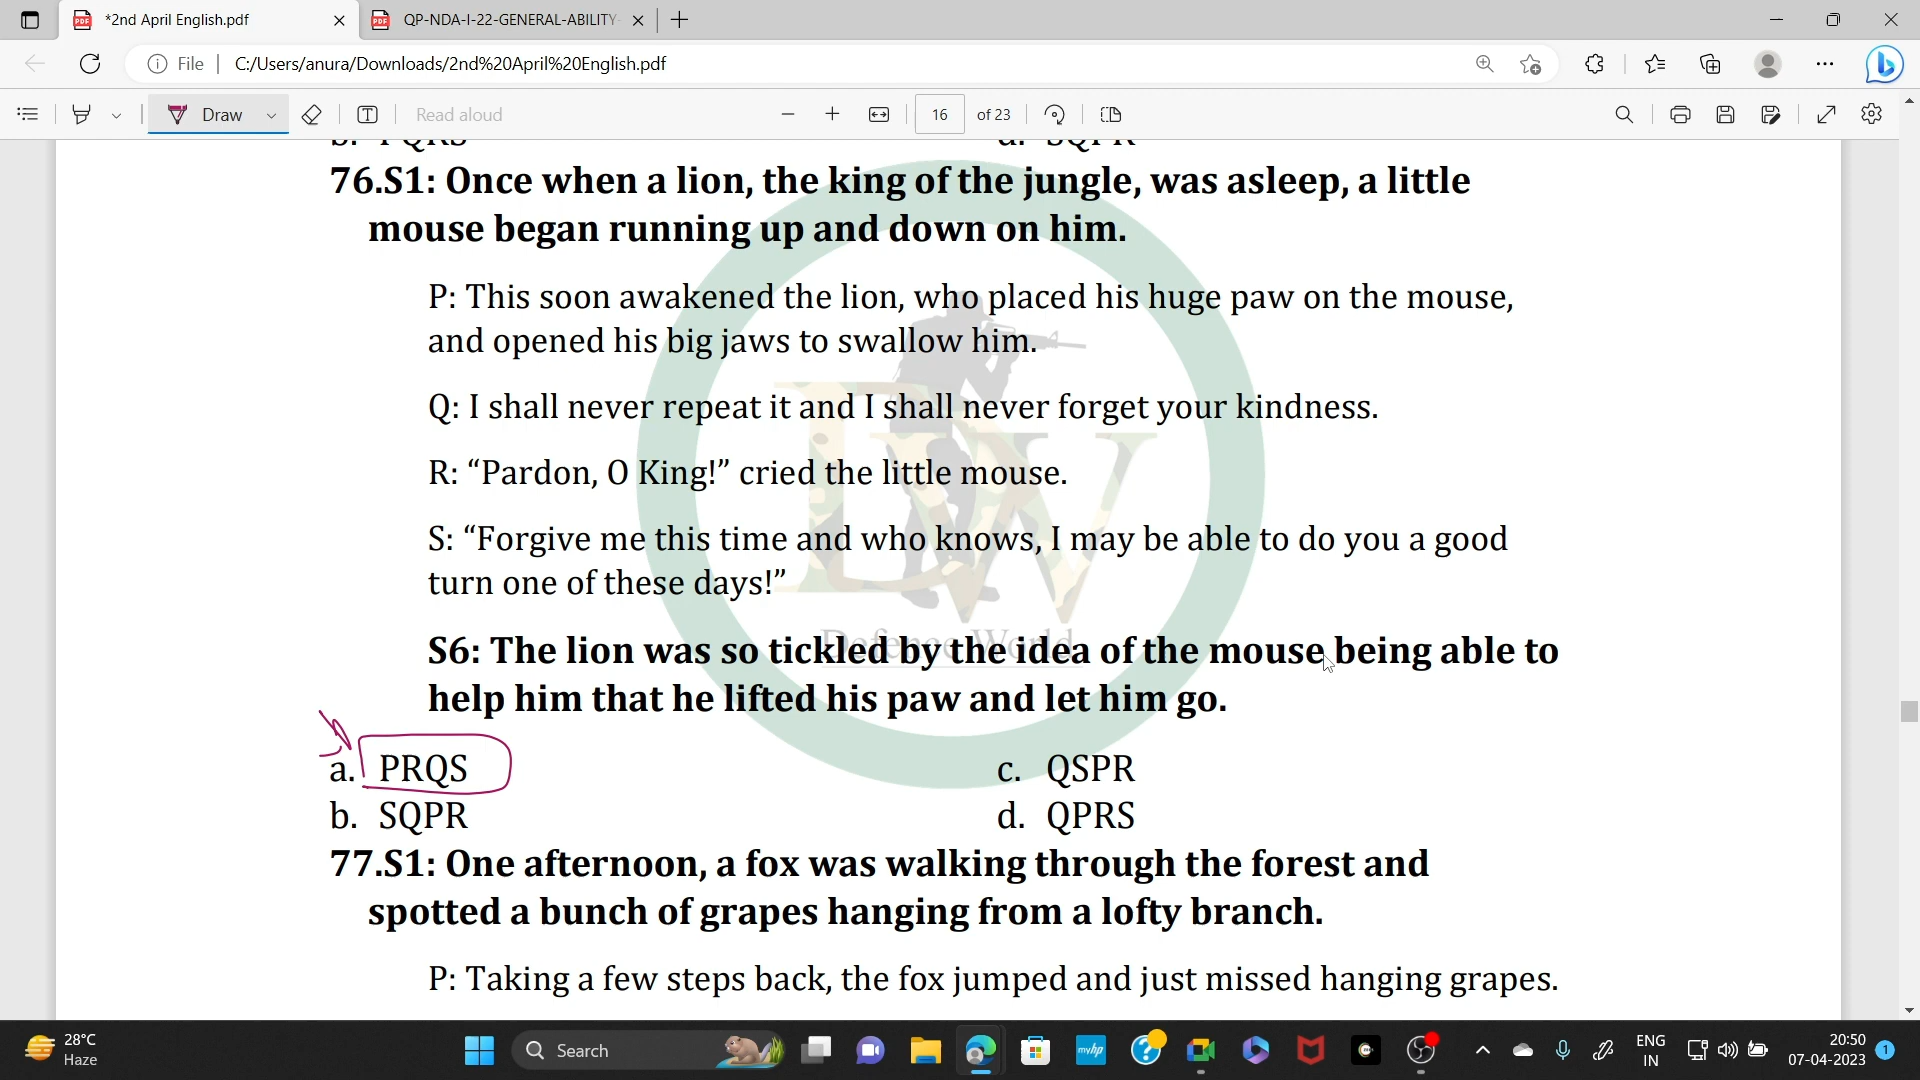 *2nd April English.pdf
QP-NDA-I-22-GENERAL-ABILITY-
File
C:/Users/anura/Downloads/2nd%20April%20English.pdf
Draw
Read aloud
16
of 23
b. PQRS
d. SQPR
76.S1: Once when a lion, the king of the jungle, was asleep, a little
mouse began running up and down on him.
P: This soon awakened the lion, who placed his huge paw on the mouse,
and opened his big jaws to swallow him.
Q: I shall never repeat it and I shall never forget your kindness.
R: “Pardon, O King!” cried the little mouse.
S: “Forgive me this time and who knows, I may be able to do you a good
turn one of these days!”
Defence World
S6: The lion was so tickled by the idea of the mouse being able to
help him that he lifted his paw and let him go.
a. PRQS
c. QSPR
b. SQPR
d. QPRS
77.S1: One afternoon, a fox was walking through the forest and
spotted a bunch of grapes hanging from a lofty branch.
P: Taking a few steps back, the fox jumped and just missed hanging grapes.
28°C
Haze
Search
myhp
ENG
IN
20:50
07-04-2023
1